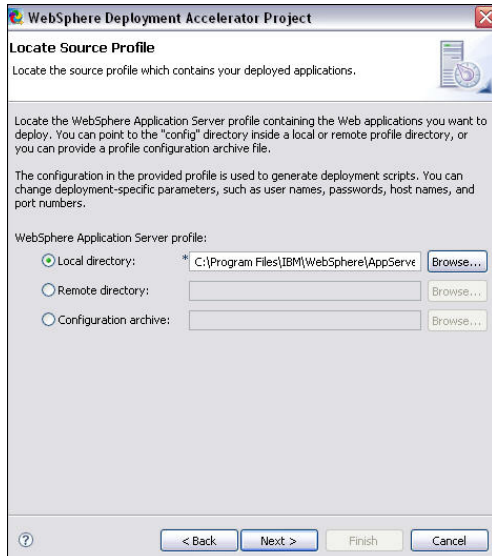 WebSphere Deployment Accelerator Project
Locate Source Profile
Locate the source profile which contains your deployed applications.
Locate the WebSphere Application Server profile containing the Web applications you want to
deploy. You can point to the "config" directory inside a local or remote profile directory, or
you can provide a profile configuration archive file.
The configuration in the provided profile is used to generate deployment scripts. You can
change deployment-specific parameters, such as user names, passwords, host names, and
port numbers.
WebSphere Application Server profile:
Local directory: * C:\Program Files\IBM\WebSphere\AppServe Browse...
Remote directory: Browse...
Configuration archive: Browse...
? < Back Next > Finish Cancel